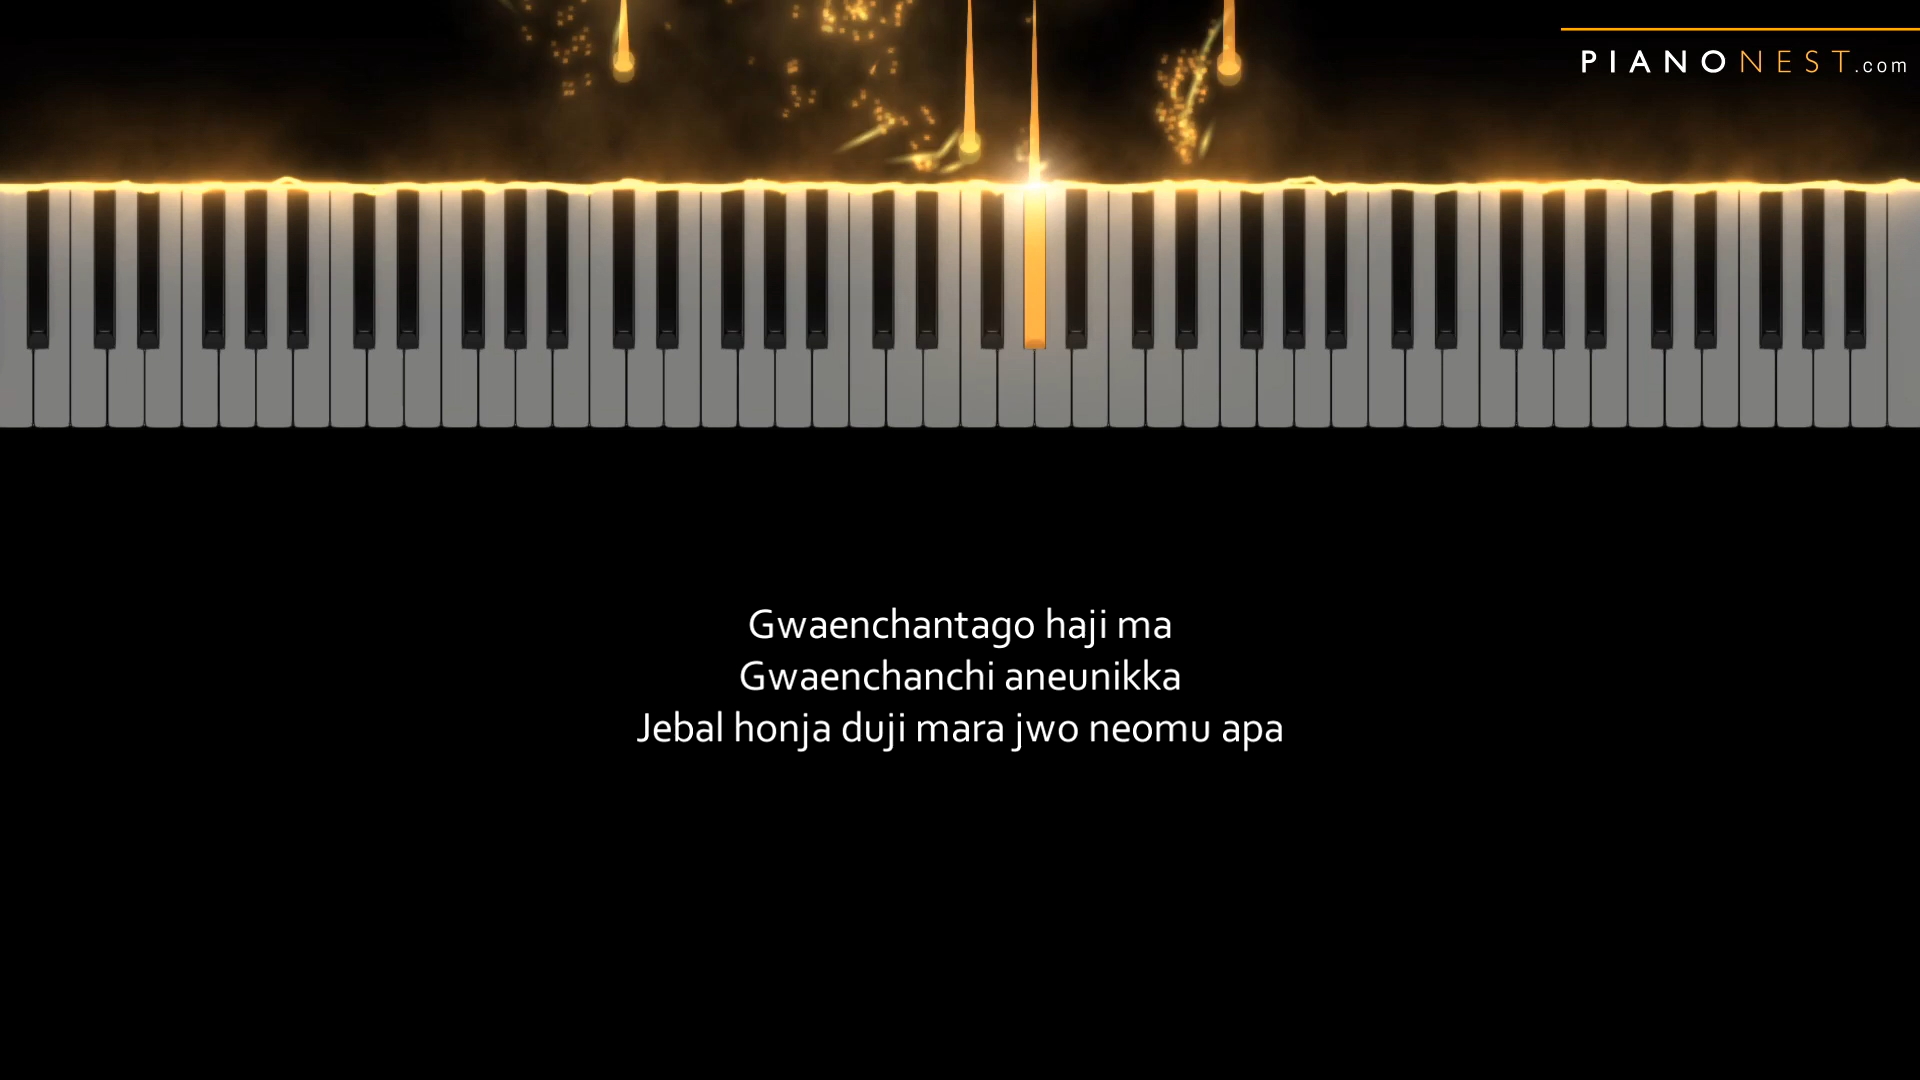 PIANONEST.com
Gwaenchantago haji ma
Gwaenchanchi aneunikka
Jebal honja duji mara jwo neomu apa